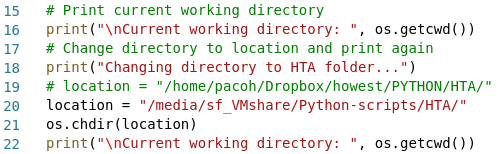 15 # Print current working directory
16 print("\nCurrent working directory: ", os.getcwd())
17 # Change directory to location and print again
18 print("Changing directory to HTA folder...")
19 # location = "/home/pacoh/Dropbox/howest/PYTHON/HTA/"
20 location = "/media/sf_VMshare/Python-scripts/HTA/"
21 os.chdir(location)
22 print("\nCurrent working directory: ", os.getcwd())